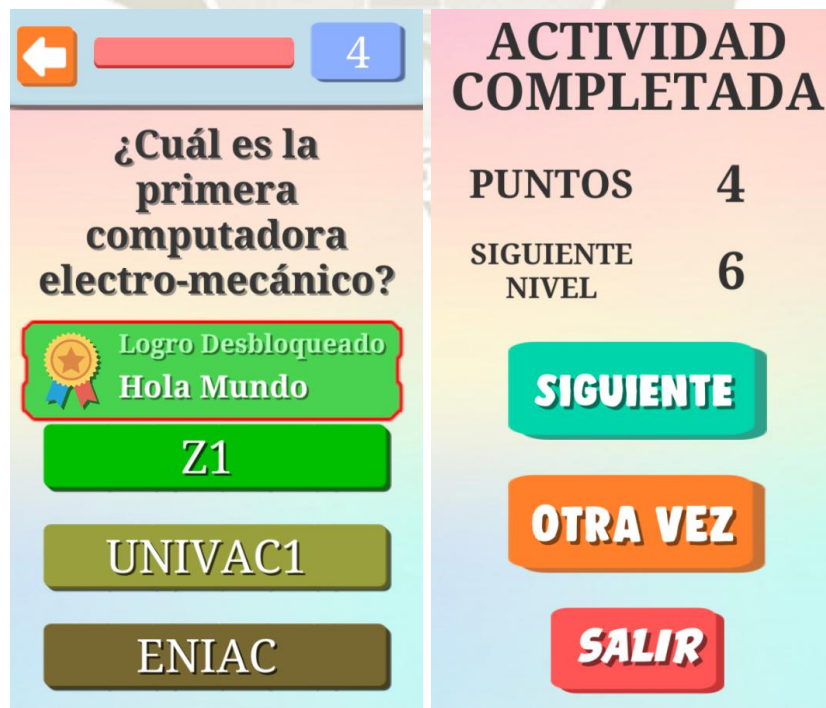 4
¿Cuál es la
primera
computadora
electro-mecánico?
Logro Desbloqueado
Hola Mundo
Z1
UNIVAC1
ENIAC
ACTIVIDAD
COMPLETADA
PUNTOS 4
SIGUIENTE
NIVEL 6
SIGUIENTE
OTRA VEZ
SALIR